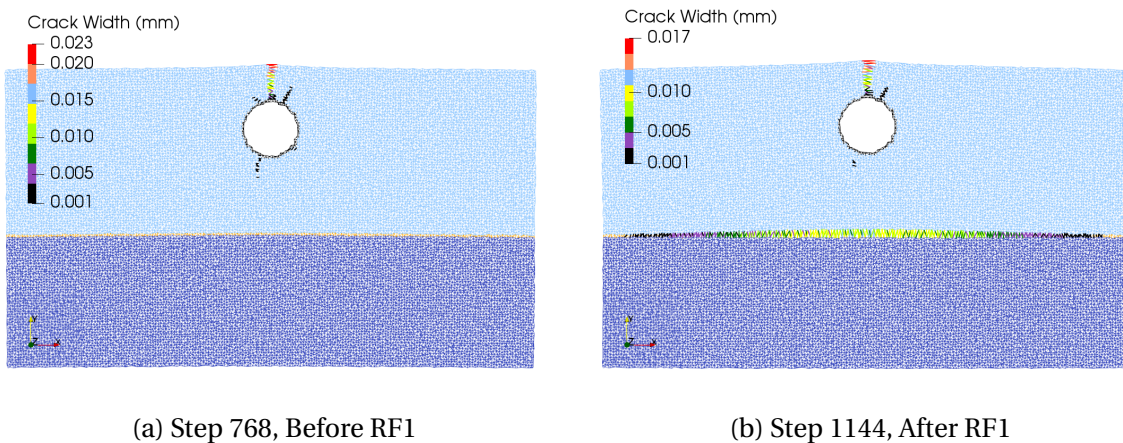 Crack Width (mm)
0.023
0.020
0.015
0.010
0.005
0.001
Y
Z X
(a) Step 768, Before RF1
Crack Width (mm)
0.017
0.010
0.005
0.001
Y
Z X
(b) Step 1144, After RF1